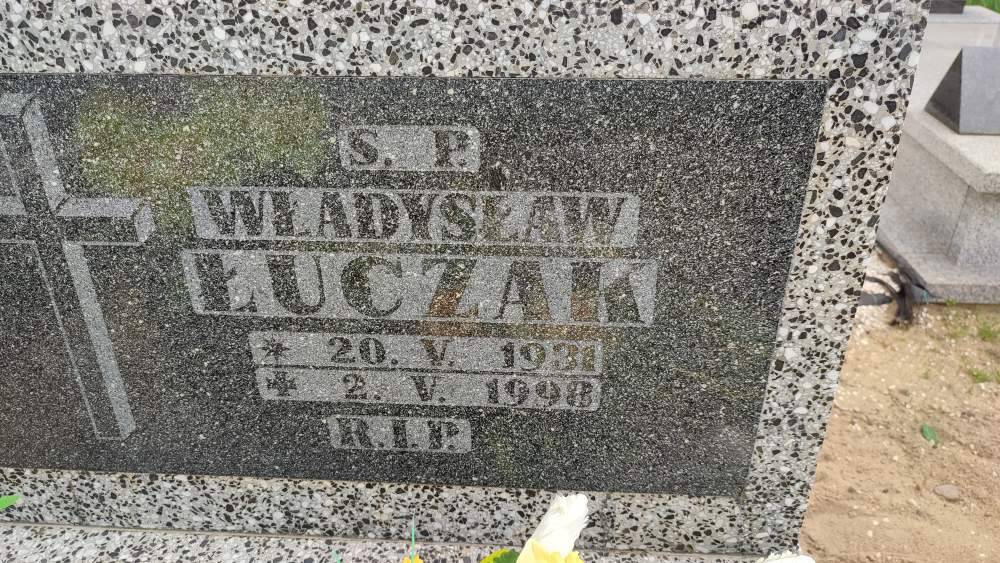 S. P.
WŁADYSŁAW
ŁUCZAK
* 20. V. 1931
✱ 2. V. 1998
R.I.P.